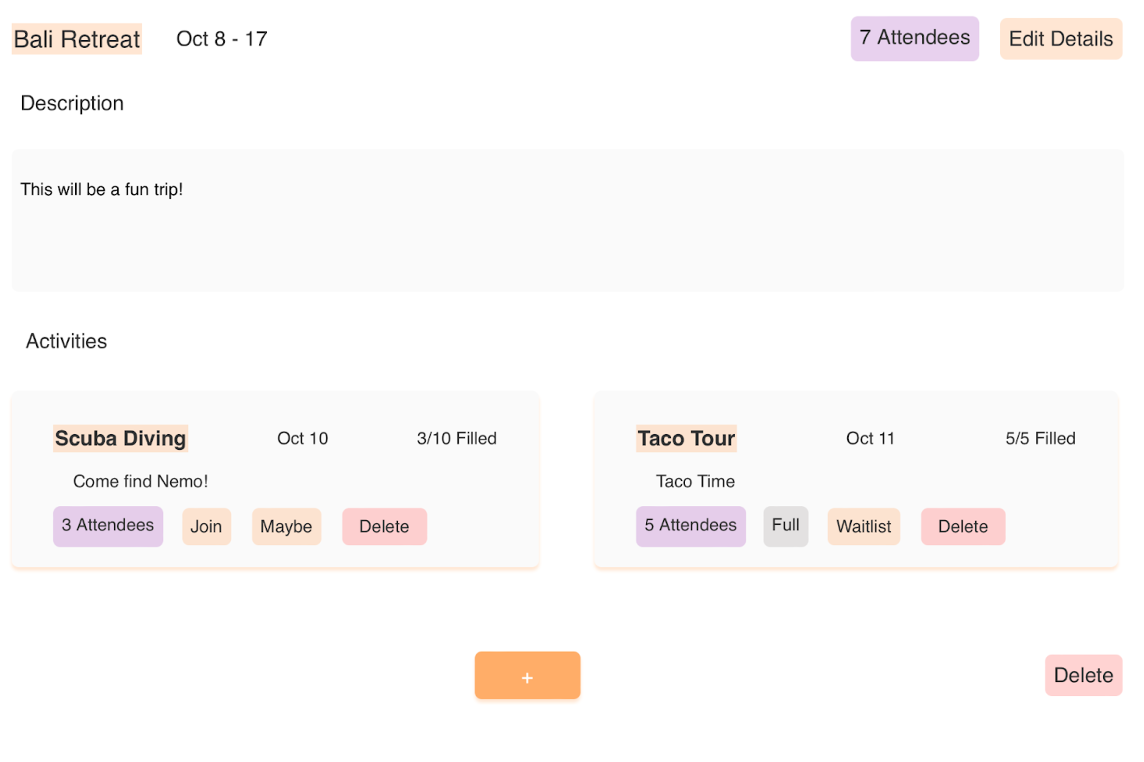 Bali Retreat Oct 8 - 17 7 Attendees Edit Details
Description
This will be a fun trip!
Activities
Scuba Diving Oct 10 3/10 Filled
Come find Nemo!
3 Attendees Join Maybe Delete
Taco Tour Oct 11 5/5 Filled
Taco Time
5 Attendees Full Waitlist Delete
+ Delete